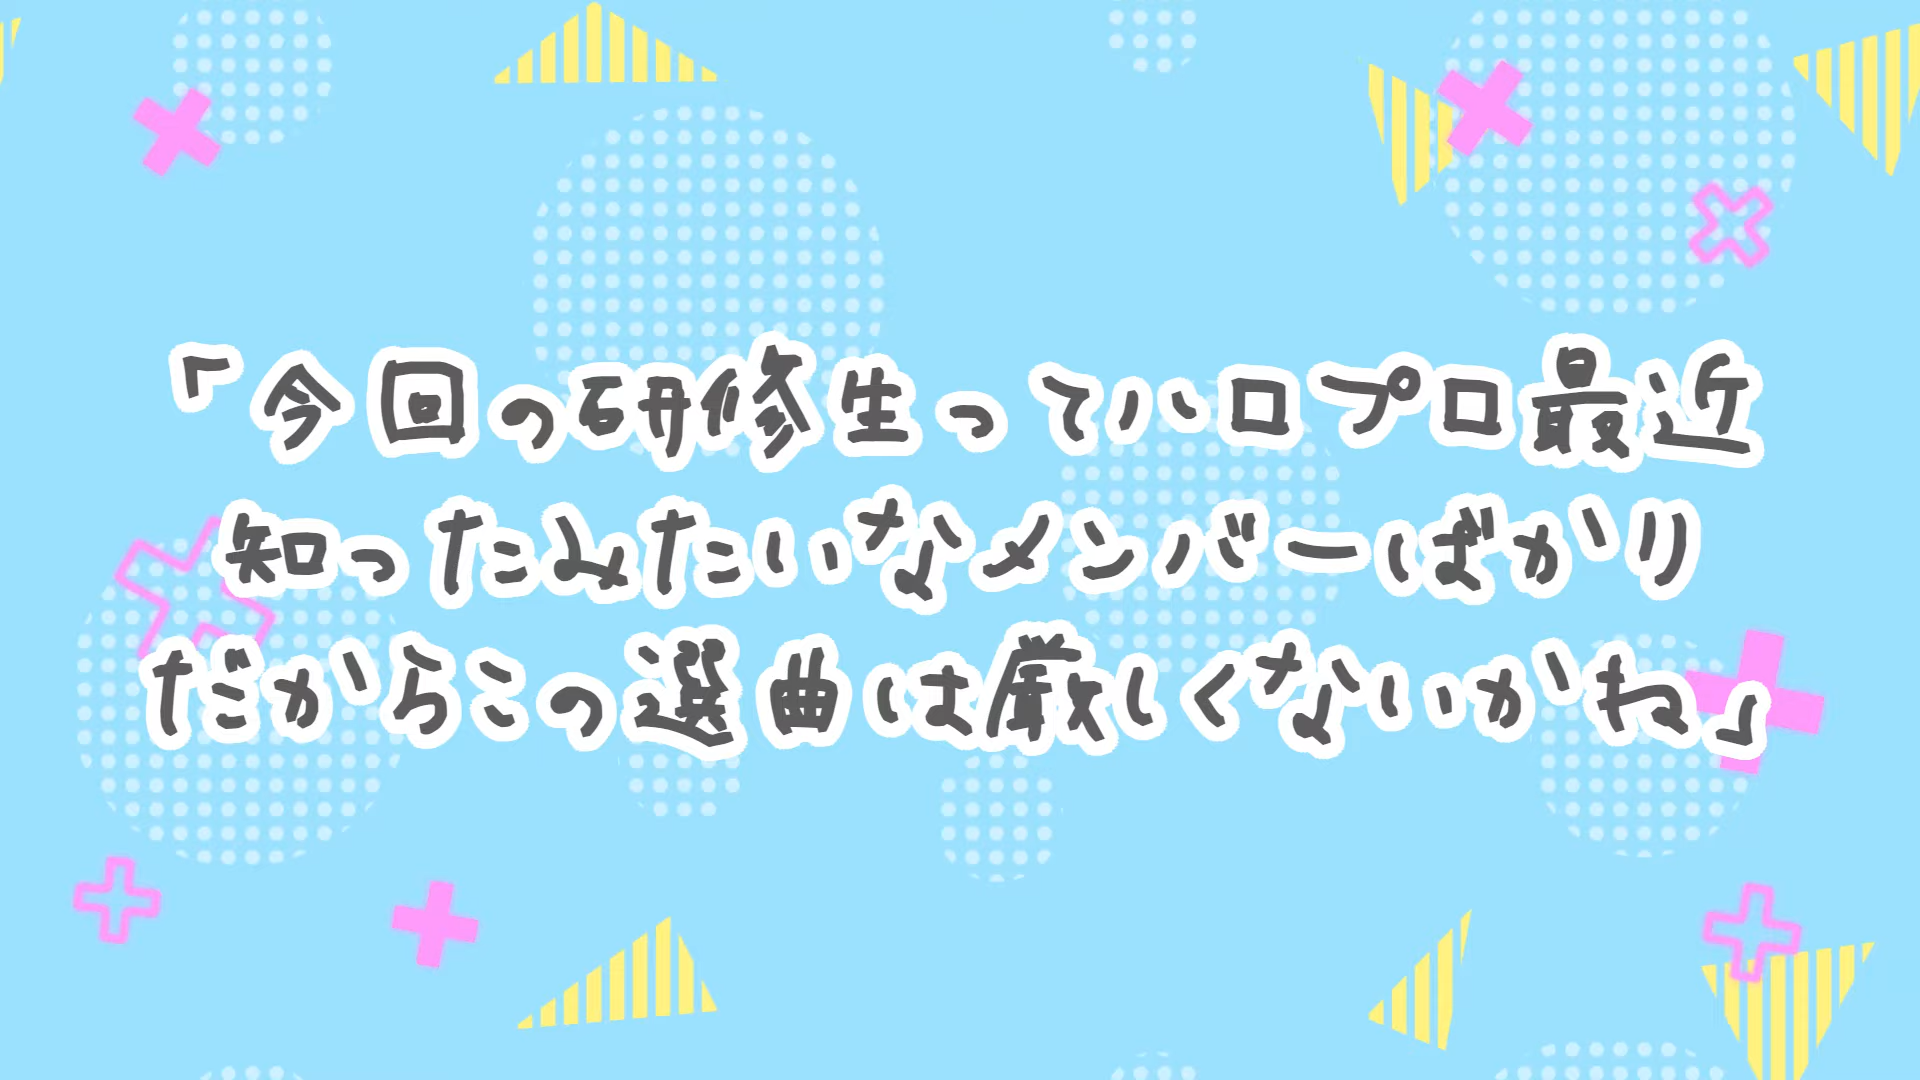 「今回の研修生ってハロプロ最近
知ったみたいなメンバーばかり
だからこの選曲は厳しくないかね」